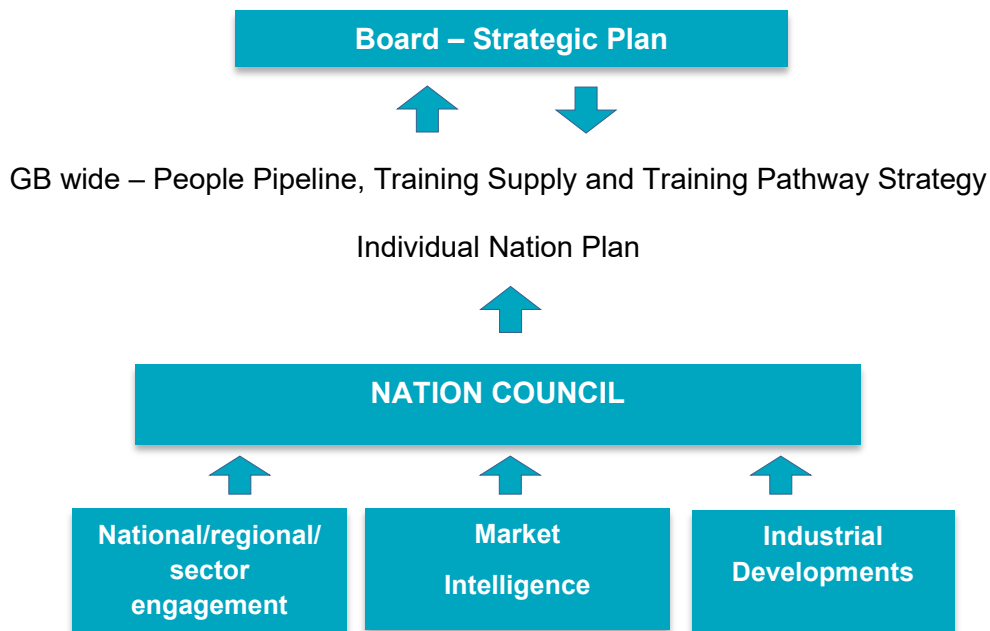 Board – Strategic Plan
GB wide – People Pipeline, Training Supply and Training Pathway Strategy
Individual Nation Plan
NATION COUNCIL
National/regional/
sector
engagement
Market
Intelligence
Industrial
Developments